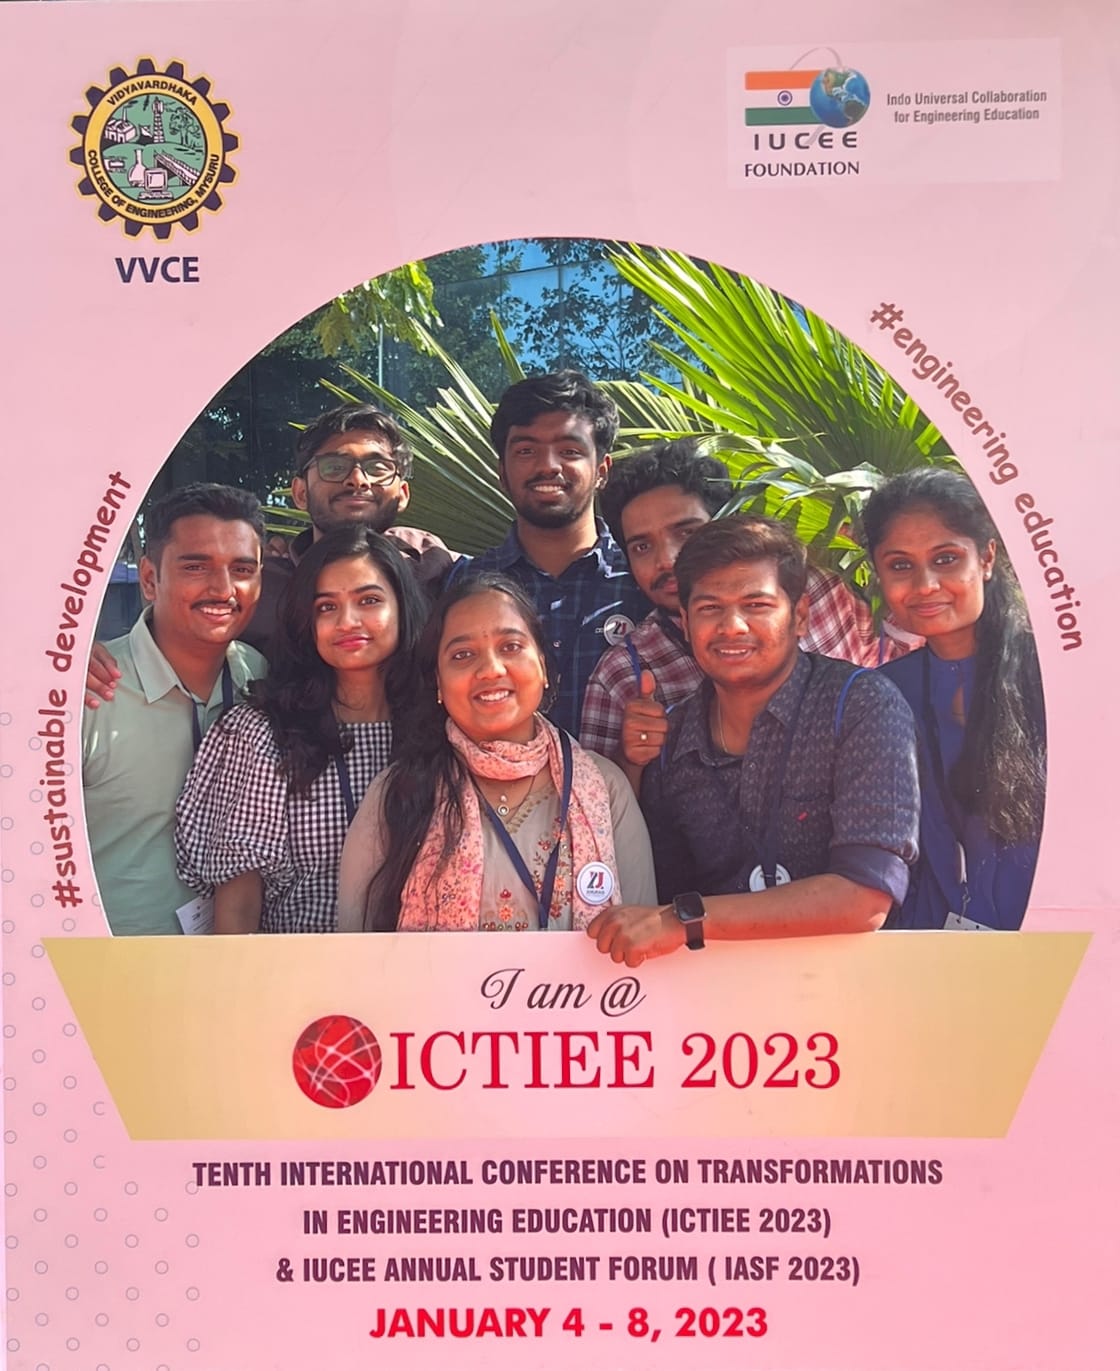 VIDYAVARDHAKA
COLLEGE OF ENGINEERING, MYSURU
VVCE
IUCEE
FOUNDATION
Indo Universal Collaboration
for Engineering Education
#sustainable development
#engineering education
I am @
ICTIEE 2023
TENTH INTERNATIONAL CONFERENCE ON TRANSFORMATIONS
IN ENGINEERING EDUCATION (ICTIEE 2023)
& IUCEE ANNUAL STUDENT FORUM ( IASF 2023)
JANUARY 4 - 8, 2023